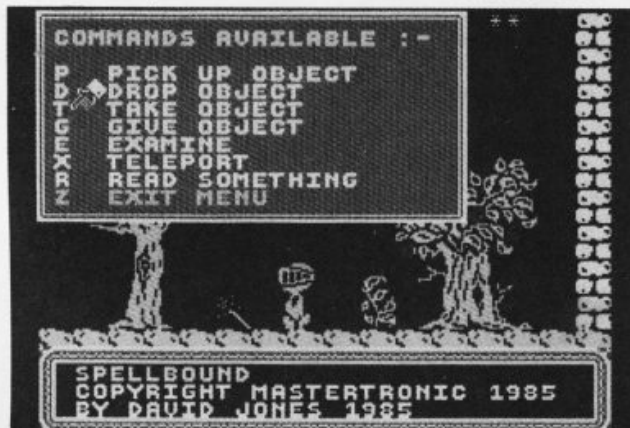 COMMANDS AVAILABLE :-
P PICK UP OBJECT
D DROP OBJECT
T TAKE OBJECT
G GIVE OBJECT
E EXAMINE
X TELEPORT
R READ SOMETHING
Z EXIT MENU
SPELLBOUND
COPYRIGHT MASTERTRONIC 1985
BY DAVID JONES 1985